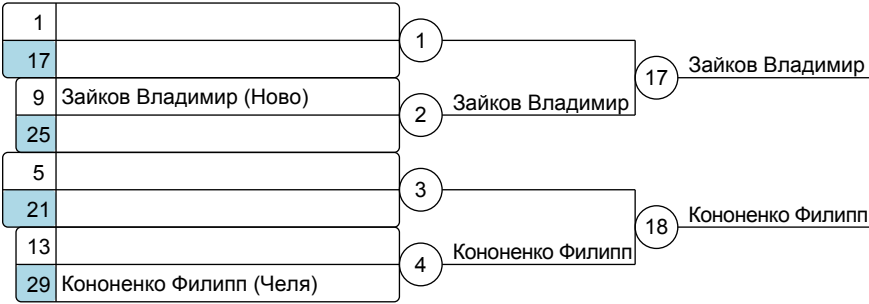 1
17
9 Зайков Владимир (Ново)
25
5
21
13
29 Кононенко Филипп (Челя)
1
2
3
4
Зайков Владимир
Кононенко Филипп
17
18
Зайков Владимир
Кононенко Филипп